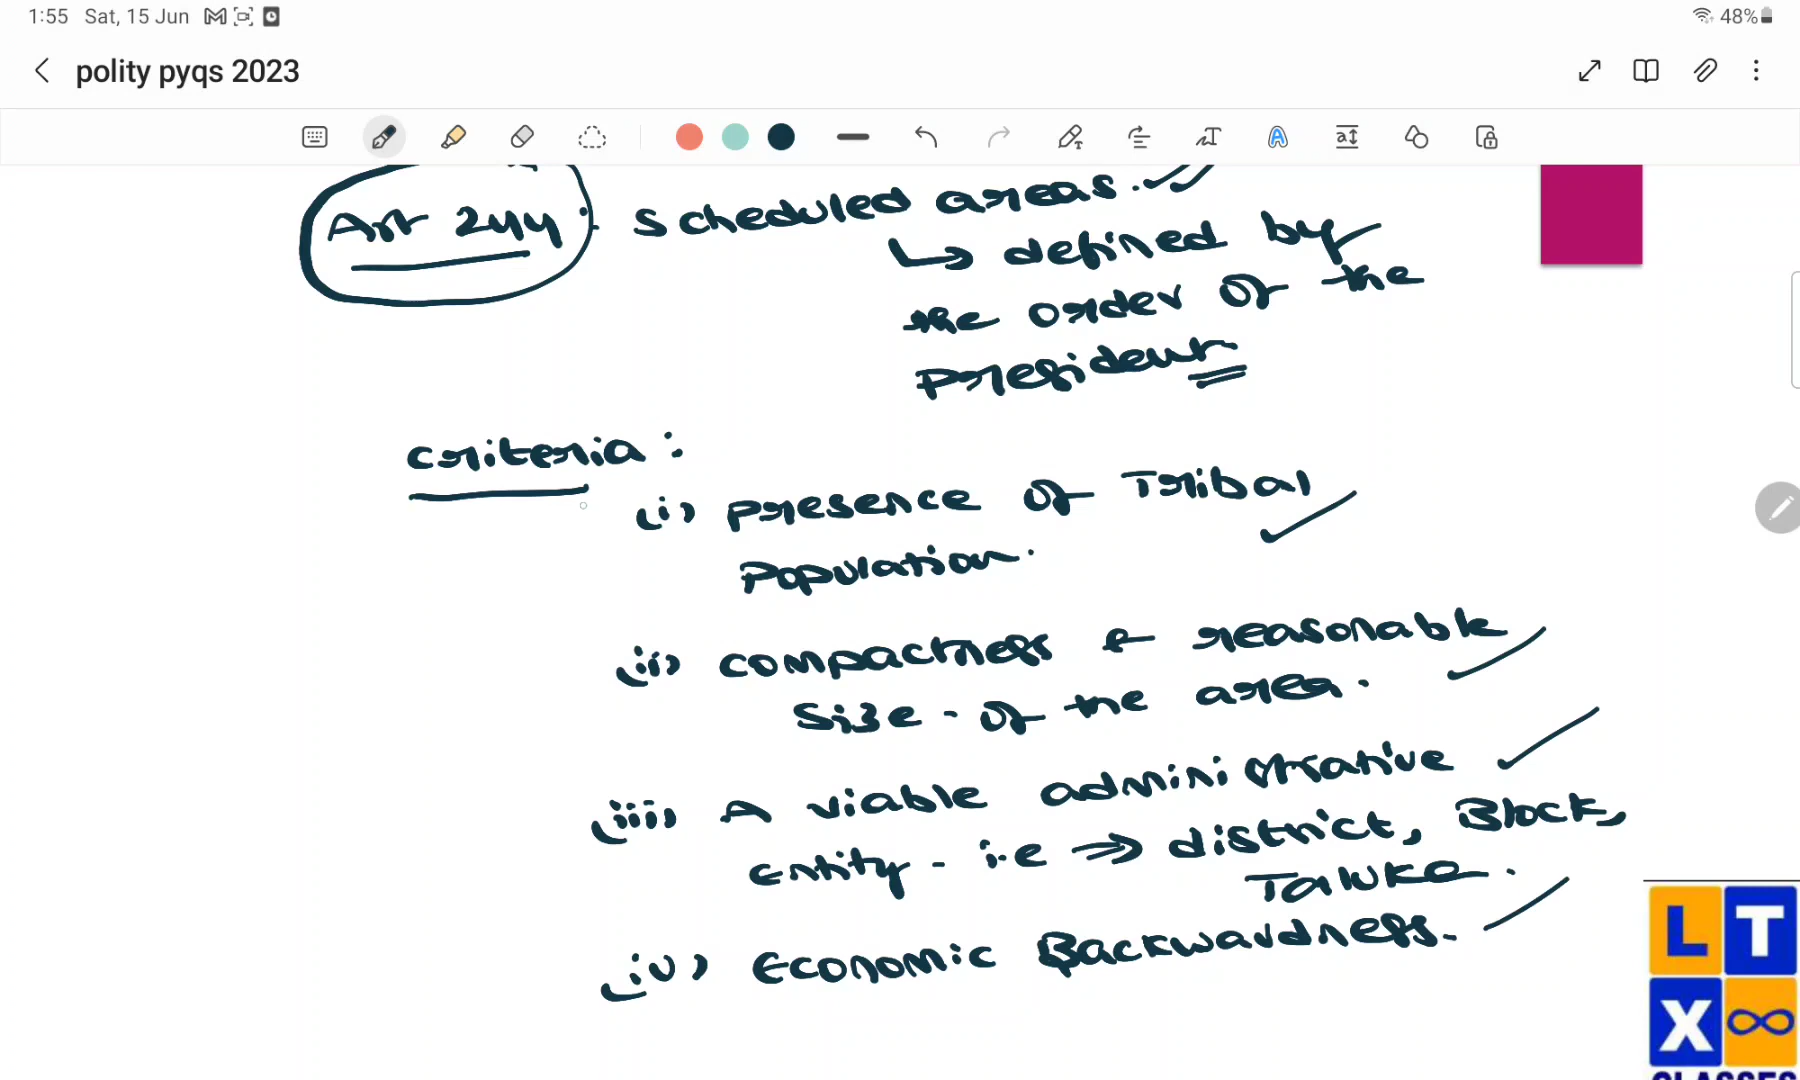 1:55 Sat, 15 Jun
48%
polity pyqs 2023
Art 244 : Scheduled areas.
↳ defined by
the order of the
President
Criteria :
(i) Presence of Tribal
Population.
(ii) Compactness & reasonable
Size - of the area.
(iii) A viable administrative
Entity - i.e → district, Block,
Taluka.
(iv) Economic Backwardness.
L T
X ∞
CLASSES